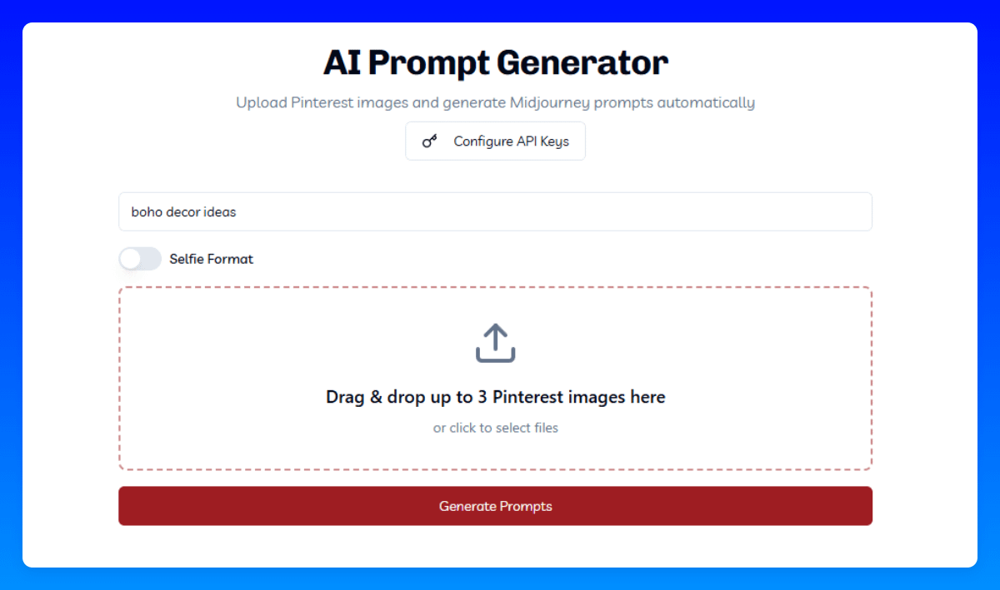 AI Prompt Generator
Upload Pinterest images and generate Midjourney prompts automatically
Configure API Keys
boho decor ideas
Selfie Format
Drag & drop up to 3 Pinterest images here
or click to select files
Generate Prompts